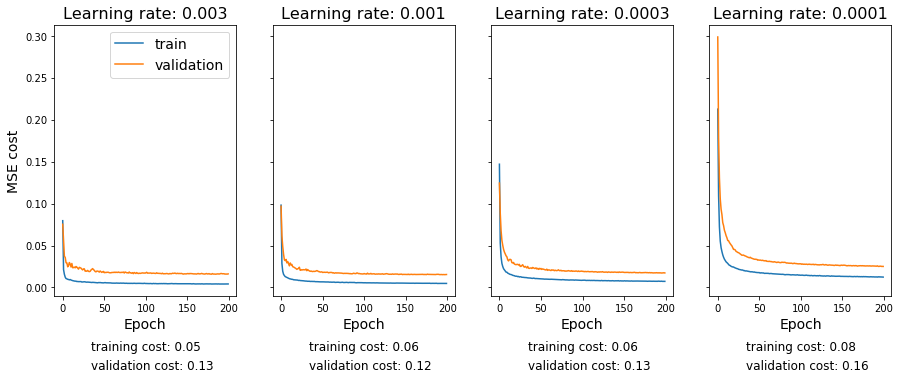 Learning rate: 0.003
Learning rate: 0.001
Learning rate: 0.0003
Learning rate: 0.0001
train
validation
MSE cost
0.30
0.25
0.20
0.15
0.10
0.05
0.00
0 50 100 150 200
0 50 100 150 200
0 50 100 150 200
0 50 100 150 200
Epoch
Epoch
Epoch
Epoch
training cost: 0.05
validation cost: 0.13
training cost: 0.06
validation cost: 0.12
training cost: 0.06
validation cost: 0.13
training cost: 0.08
validation cost: 0.16